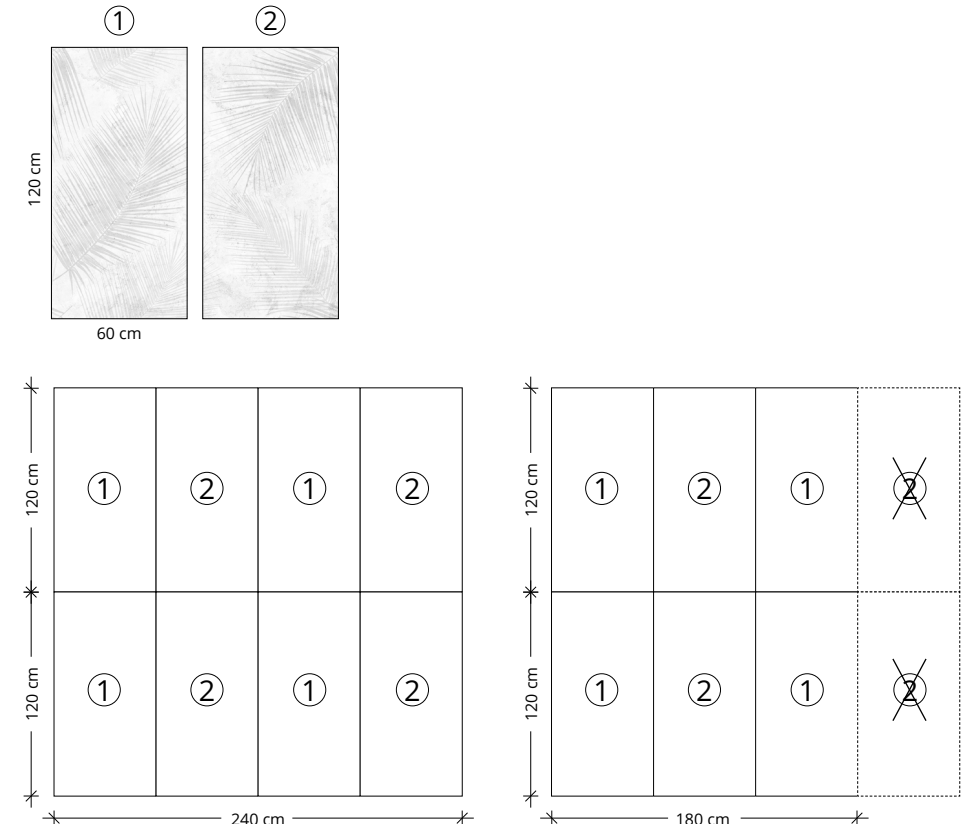 ① ②
120 cm
60 cm
120 cm ① ② ① ② 120 cm ① ② ① ②
120 cm ① ② ① ② 120 cm ① ② ① ②
240 cm 180 cm